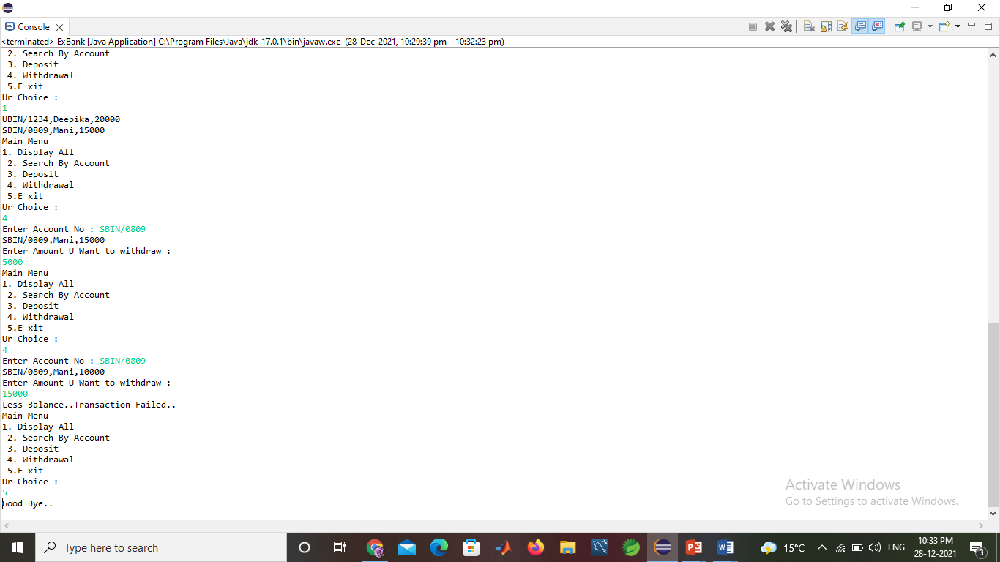 Console
<terminated> ExBank [Java Application] C:\Program Files\Java\jdk-17.0.1\bin\javaw.exe (28-Dec-2021, 10:29:39 pm – 10:32:23 pm)
2. Search By Account
3. Deposit
4. Withdrawal
5.E xit
Ur Choice :
1
UBIN/1234,Deepika,20000
SBIN/0809,Mani,15000
Main Menu
1. Display All
2. Search By Account
3. Deposit
4. Withdrawal
5.E xit
Ur Choice :
4
Enter Account No : SBIN/0809
SBIN/0809,Mani,15000
Enter Amount U Want to withdraw :
5000
Main Menu
1. Display All
2. Search By Account
3. Deposit
4. Withdrawal
5.E xit
Ur Choice :
4
Enter Account No : SBIN/0809
SBIN/0809,Mani,10000
Enter Amount U Want to withdraw :
15000
Less Balance..Transaction Failed..
Main Menu
1. Display All
2. Search By Account
3. Deposit
4. Withdrawal
5.E xit
Ur Choice :
5
Good Bye..
Activate Windows
Go to Settings to activate Windows.
Type here to search
15°C
ENG
10:33 PM
28-12-2021
3